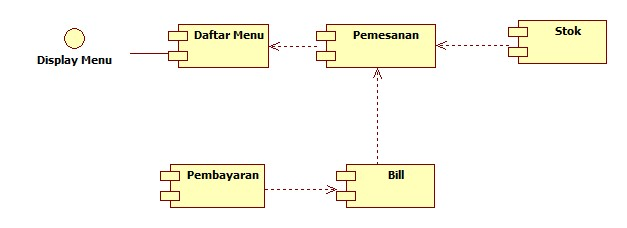 Display Menu
Daftar Menu
Pemesanan
Stok
Pembayaran
Bill